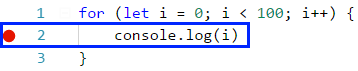 1 for (let i = 0; i < 100; i++) {
2     console.log(i)
3 }